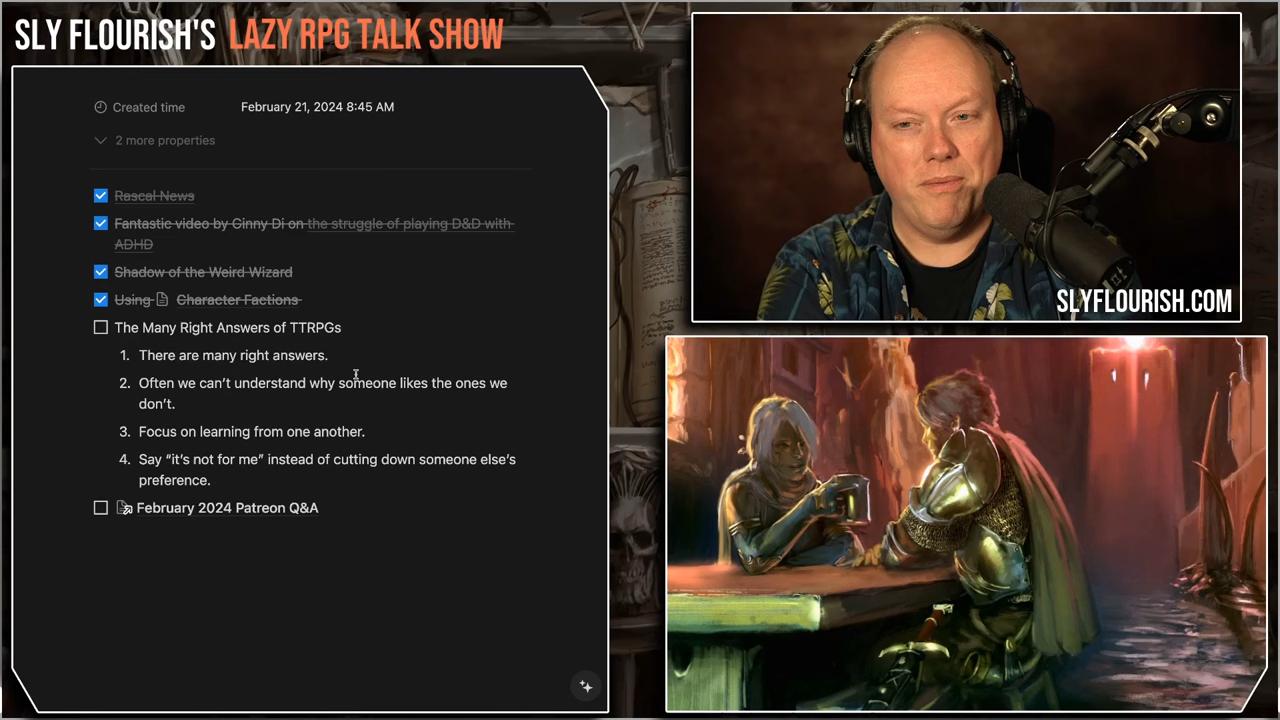 SLY FLOURISH'S LAZY RPG TALK SHOW
Created time February 21, 2024 8:45 AM
2 more properties
Rascal News
Fantastic video by Ginny Di on the struggle of playing D&D with
ADHD
Shadow of the Weird Wizard
Using Character Factions
The Many Right Answers of TTRPGs
1. There are many right answers.
2. Often we can't understand why someone likes the ones we
don't.
3. Focus on learning from one another.
4. Say “it's not for me” instead of cutting down someone else's
preference.
February 2024 Patreon Q&A
SLYFLOURISH.COM